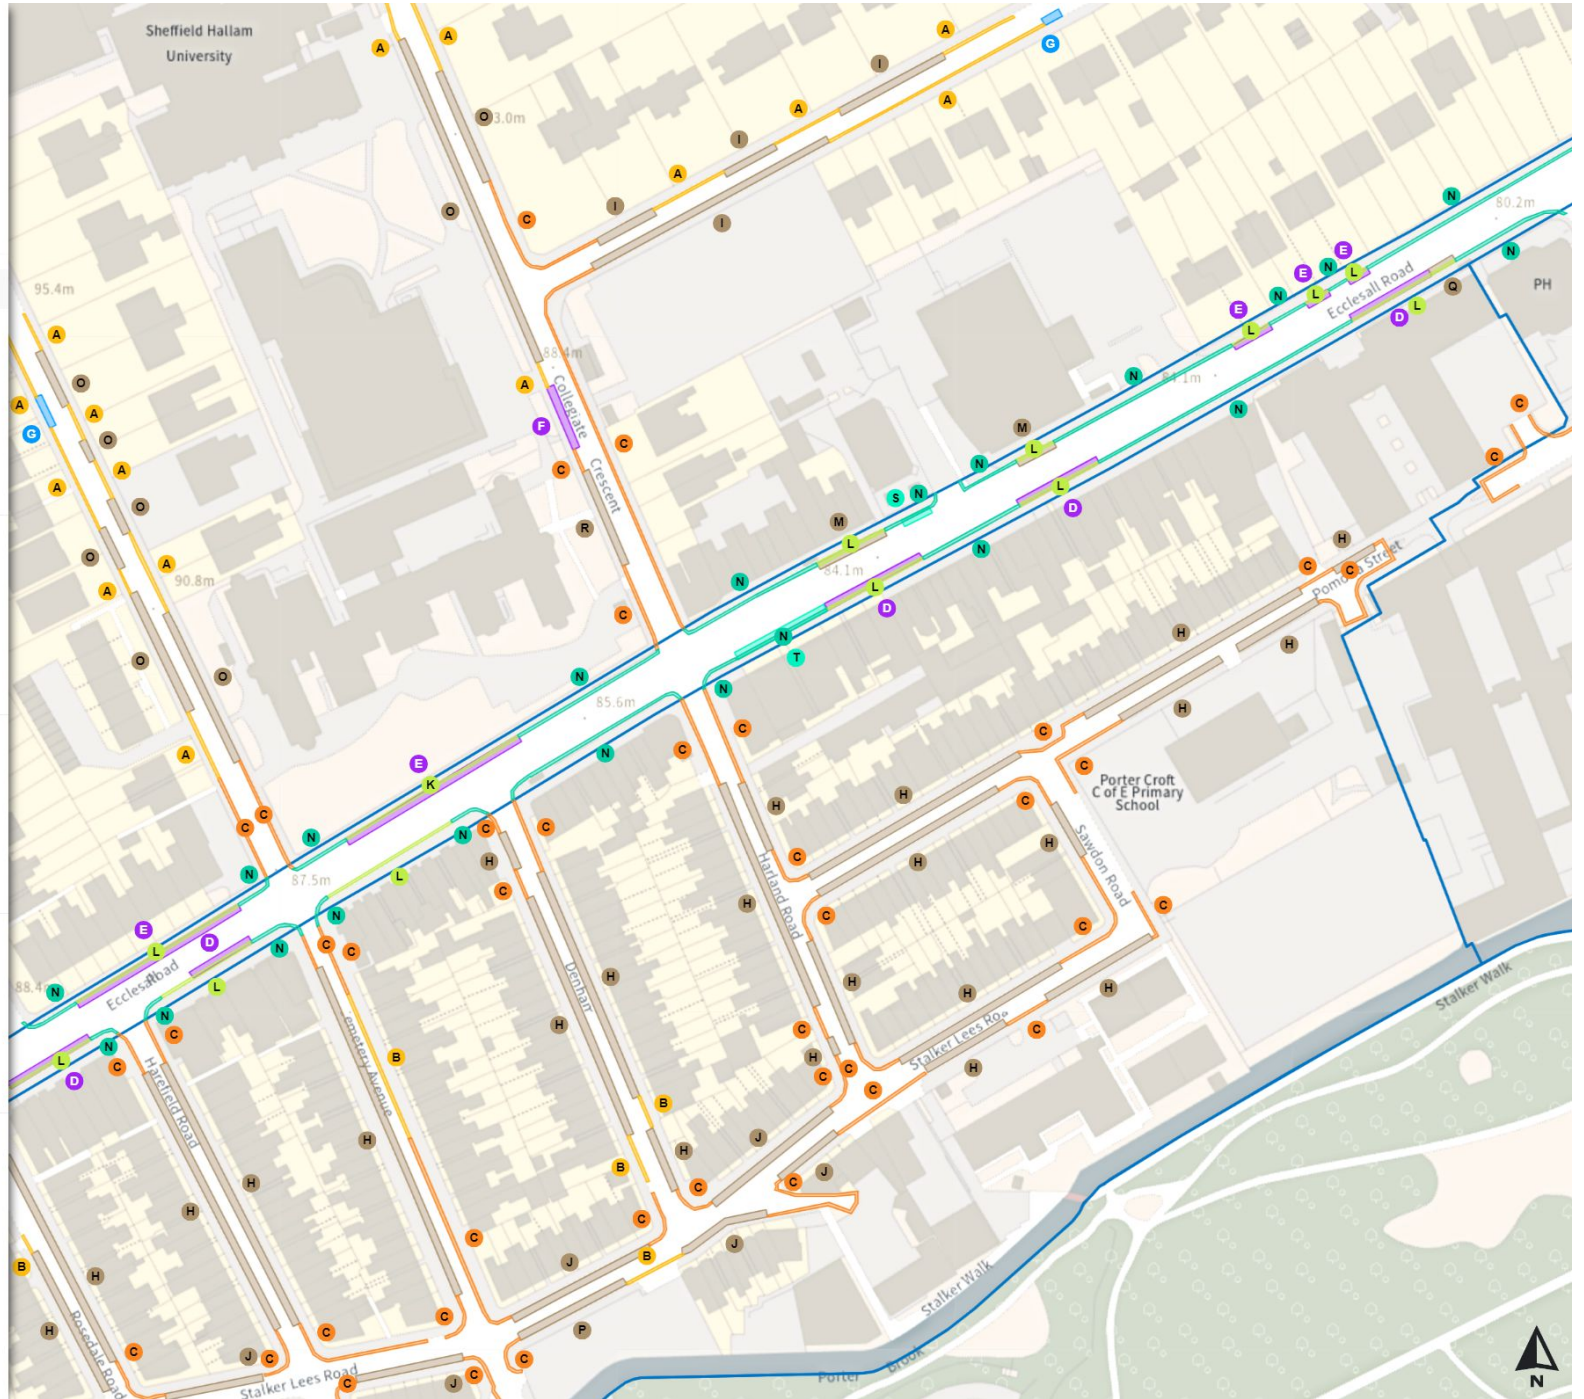 Sheffield Hallam
University
A
A
A
G
I
A
A
O
83.0m
I
A
I
O
C
I
N
80.2m
E
N
N
E
L
95.4m
N
L
Ecclesall Road
PH
Q
E
L
L
D
A
88.4m
O
A
A
Collegiate
N
84.1m
A
C
N
G
O
F
C
M
L
A
C
N
C
A
Crescent
S
N
L
O
R
D
M
L
H
O
A
84.1m
N
C
C
Pomona Street
90.8m
N
L
A
D
C
H
N
H
O
T
O
N
N
85.6m
H
C
C
A
N
C
E
C
Porter Croft
C of E Primary
School
K
H
H
C
C
C
N
N
C
C
Sawdon Road
H
C
H
H
N
87.5m
L
C
Harland Road
H
C
C
N
C
E
D
C
C
N
L
Ecclesall Road
L
88.4m
N
Denham
H
H
H
H
Stalker Walk
N
C
H
C
C
Stalker Lees Road
N
L
C
D
Harefield Road
Cemetery Avenue
B
H
C
C
C
H
B
H
J
H
B
J
H
H
C
C
C
C
J
B
J
H
B
Stalker Walk
H
C
C
C
P
Rosedale Road
J
C
Stalker Lees Road
C
J
C
C
Porter
Brook
N